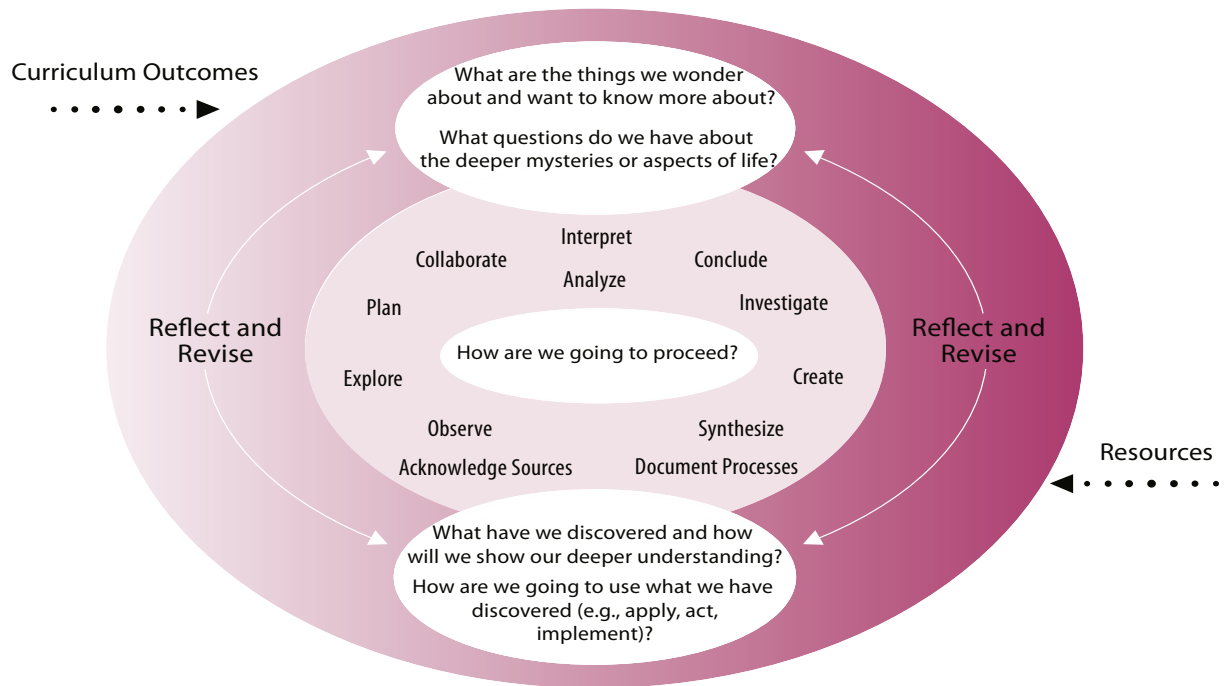 Curriculum Outcomes
What are the things we wonder
about and want to know more about?
What questions do we have about
the deeper mysteries or aspects of life?
Interpret
Collaborate
Conclude
Analyze
Plan
Investigate
Reflect and
Revise
How are we going to proceed?
Reflect and
Revise
Explore
Create
Observe
Synthesize
Acknowledge Sources
Document Processes
Resources
What have we discovered and how
will we show our deeper understanding?
How are we going to use what we have
discovered (e.g., apply, act,
implement)?